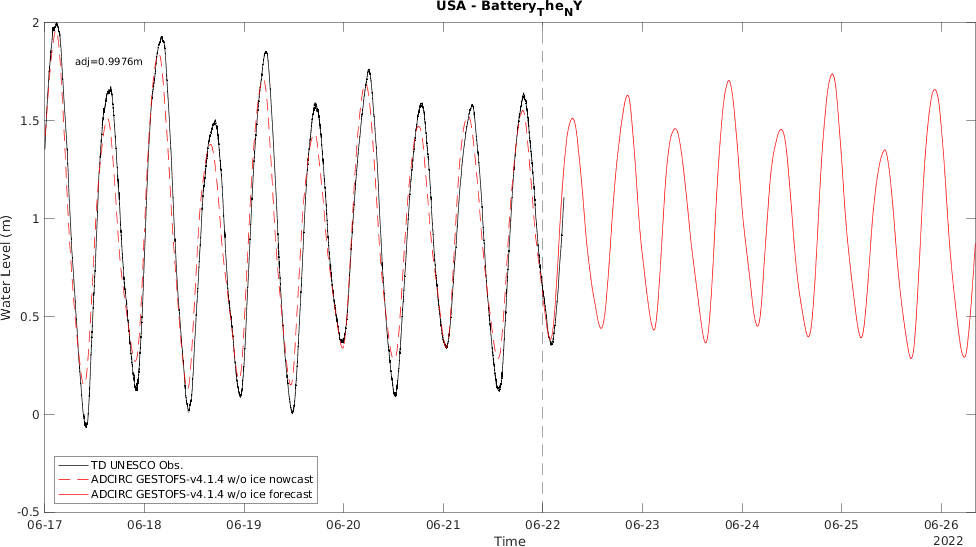 USA - Battery_The_NY
2
adj=0.9976m
1.5
1
Water Level (m)
0.5
0
TD UNESCO Obs.
ADCIRC GESTOFS-v4.1.4 w/o ice nowcast
ADCIRC GESTOFS-v4.1.4 w/o ice forecast
-0.5
06-17 06-18 06-19 06-20 06-21 06-22 06-23 06-24 06-25 06-26
Time 2022